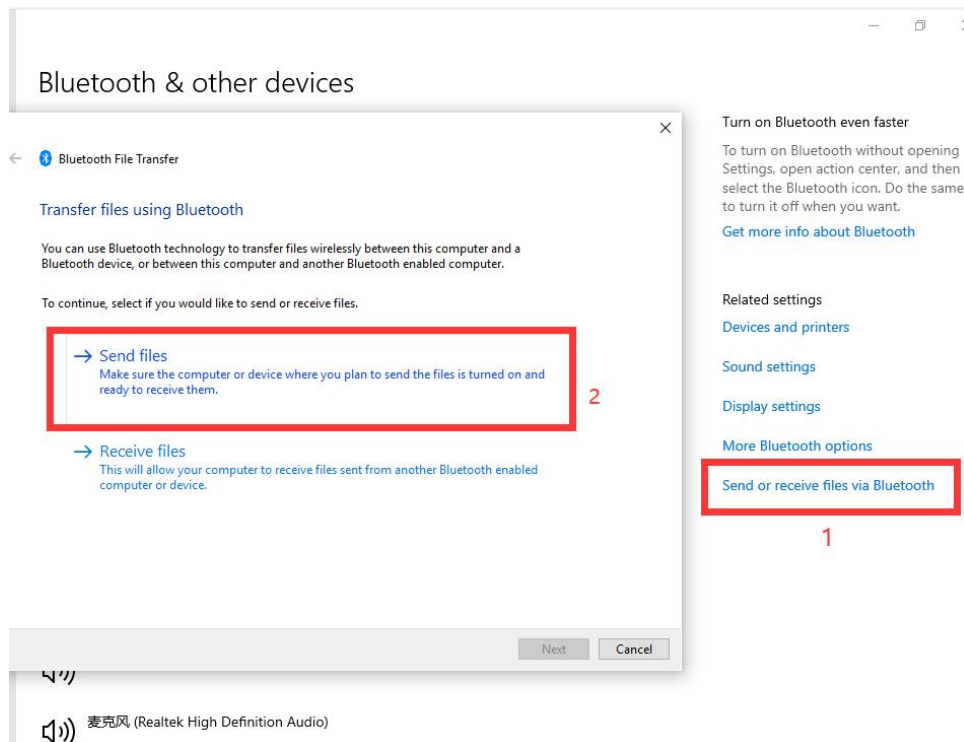 Bluetooth & other devices
Bluetooth File Transfer
Transfer files using Bluetooth
You can use Bluetooth technology to transfer files wirelessly between this computer and a
Bluetooth device, or between this computer and another Bluetooth enabled computer.
To continue, select if you would like to send or receive files.
Send files
Make sure the computer or device where you plan to send the files is turned on and
ready to receive them.
2
Receive files
This will allow your computer to receive files sent from another Bluetooth enabled
computer or device.
Next
Cancel
麦克风 (Realtek High Definition Audio)
Turn on Bluetooth even faster
To turn on Bluetooth without opening
Settings, open action center, and then
select the Bluetooth icon. Do the same
to turn it off when you want.
Get more info about Bluetooth
Related settings
Devices and printers
Sound settings
Display settings
More Bluetooth options
Send or receive files via Bluetooth
1